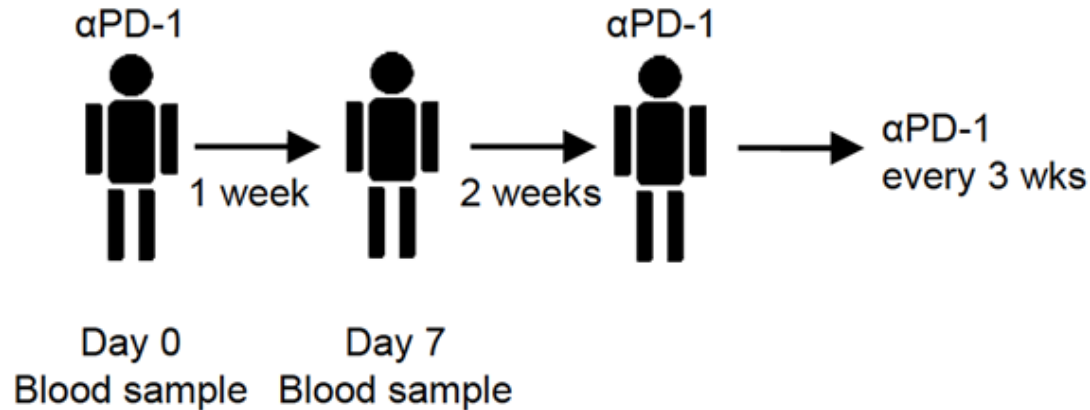 αPD-1
αPD-1
1 week
2 weeks
αPD-1
every 3 wks
Day 0
Blood sample
Day 7
Blood sample